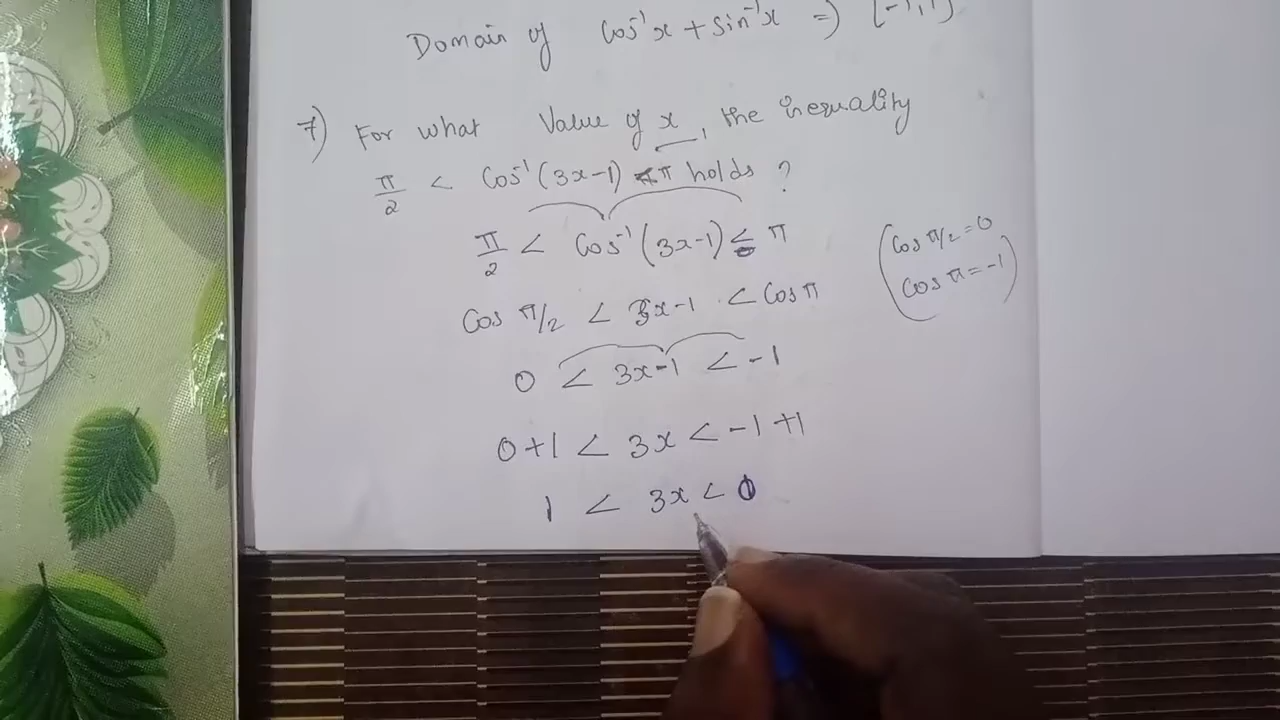 Domain of cos⁻¹x + sin⁻¹x ⇒ [-1, 1]
7) For what Value of x, the inequality
π/2 < cos⁻¹(3x-1) < π holds ?
π/2 < cos⁻¹(3x-1) ≤ π
(cos π/2 = 0
cos π = -1)
cos π/2 < 3x-1 < cos π
0 < 3x-1 < -1
0+1 < 3x < -1+1
1 < 3x < 0